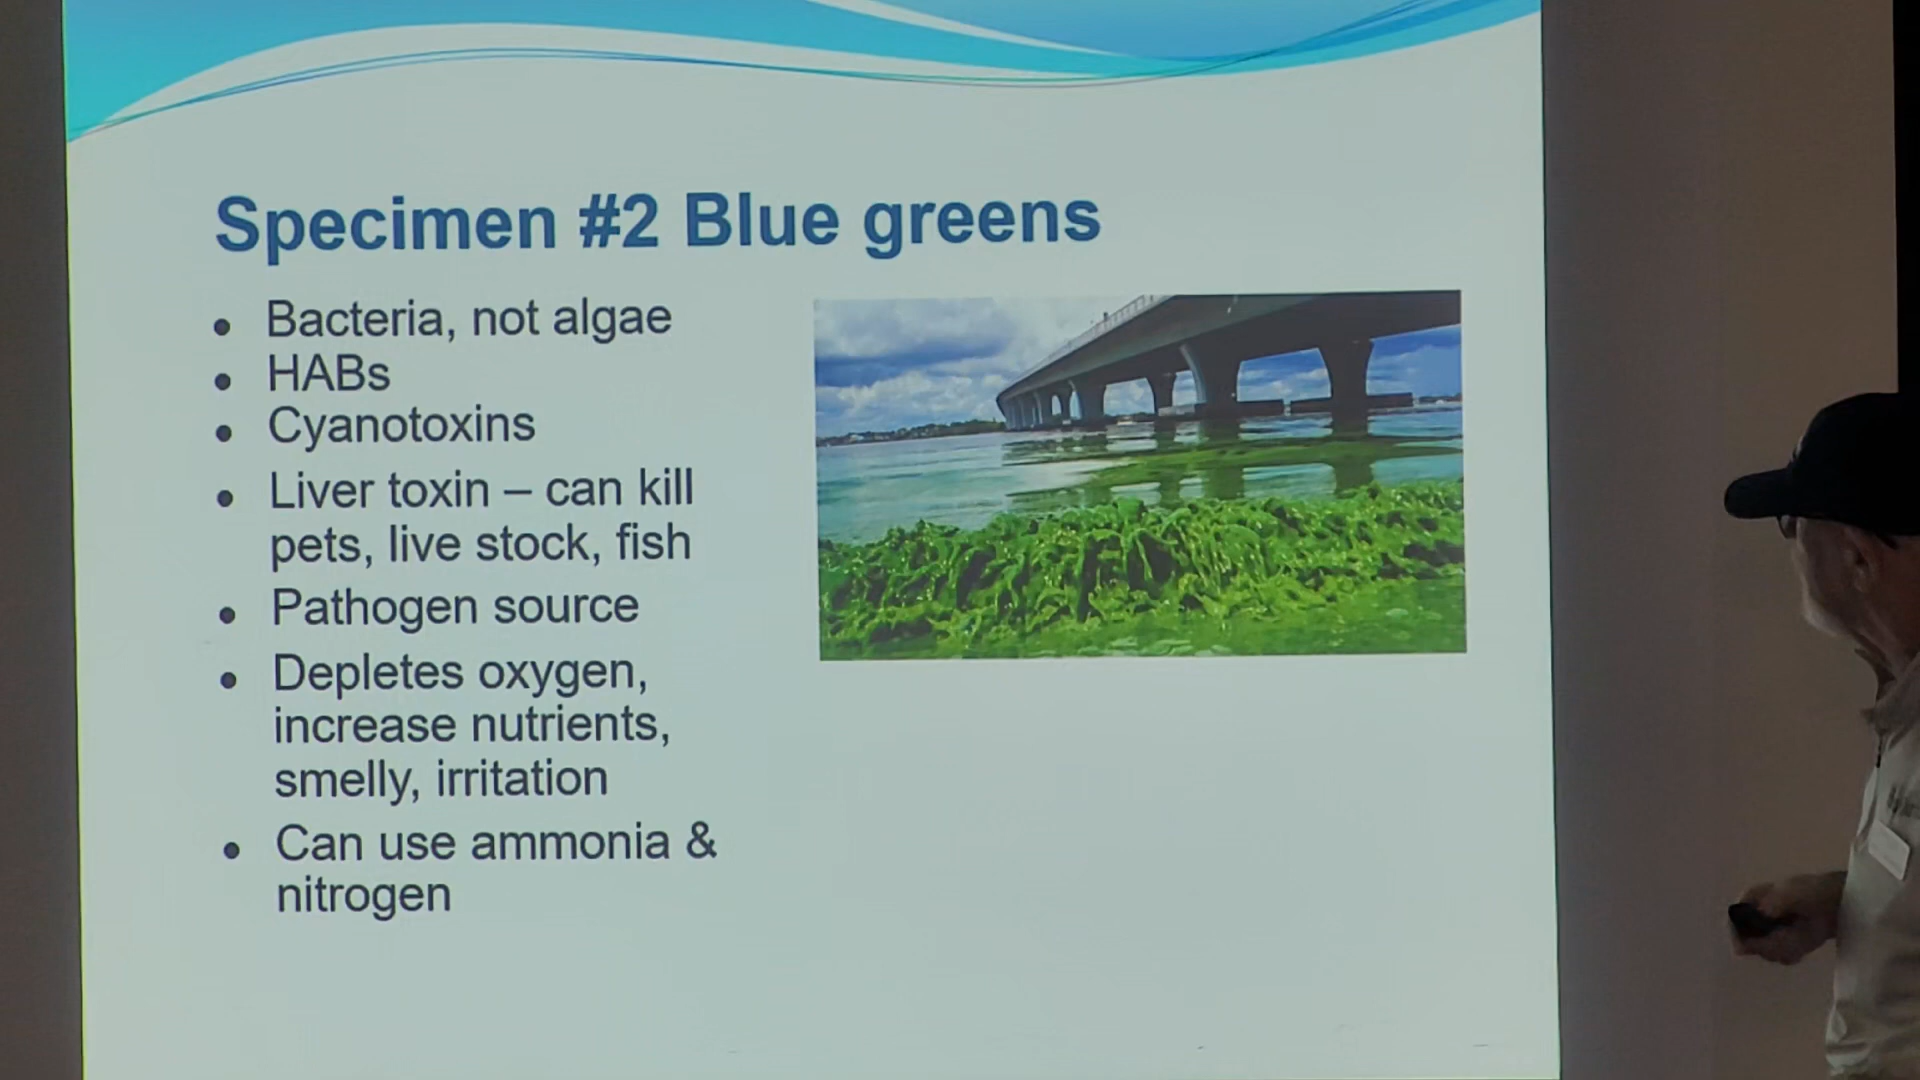 Specimen #2 Blue greens
• Bacteria, not algae
• HABs
• Cyanotoxins
• Liver toxin – can kill
pets, live stock, fish
• Pathogen source
• Depletes oxygen,
increase nutrients,
smelly, irritation
• Can use ammonia &
nitrogen